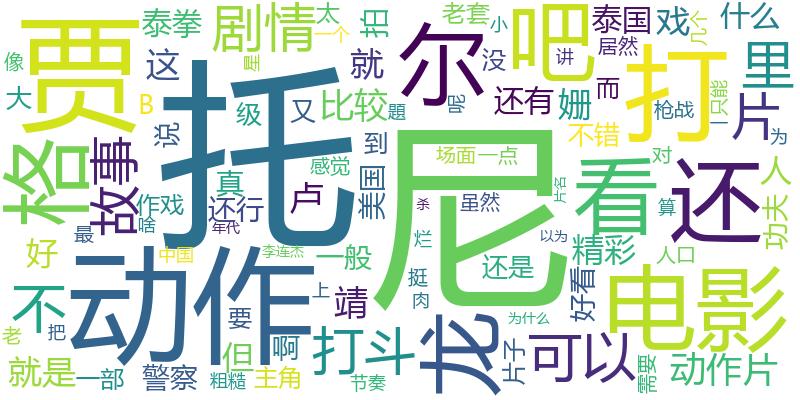 贾
托
尼
动作
格
剧情
泰拳
太
一个
拍
老套
小
尔
吧
泰国
戏
几个
什么
居然
讲
打
里
像
大
B
星
这
就
没
级
比较
题
呢
还有
姗
而
枪战
只能
片
为
说
又
到
不错
故事
真
感觉
美国
场面
一点
看
还
对
人
功夫
作戏
啥
还行
卢
杀
虽然
片名
算
最
年代
好
中国
李连杰
一般
烂
还是
精彩
以为
电影
人口
不
要
上
挺
肉
龙
好看
老
把
靖
但
啊
打斗
为什么
可以
就是
一部
警察
粗糙
主角
节奏
片子
需要
动作片